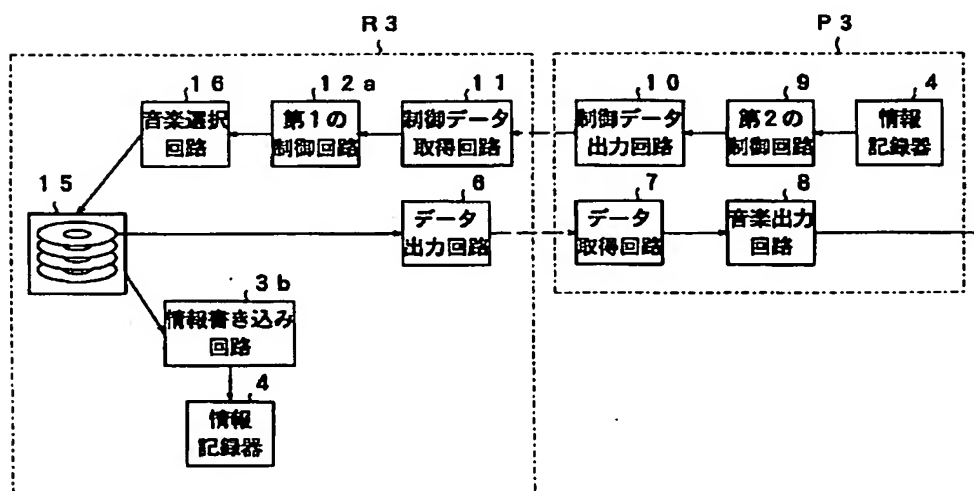 R3
P3
16
12a
11
10
9
4
音楽選択
回路
第1の
制御回路
制御データ
取得回路
制御データ
出力回路
第2の
制御回路
情報
記録器
15
6
7
8
データ
出力回路
データ
取得回路
音楽出力
回路
3b
情報書き込み
回路
4
情報
記録器